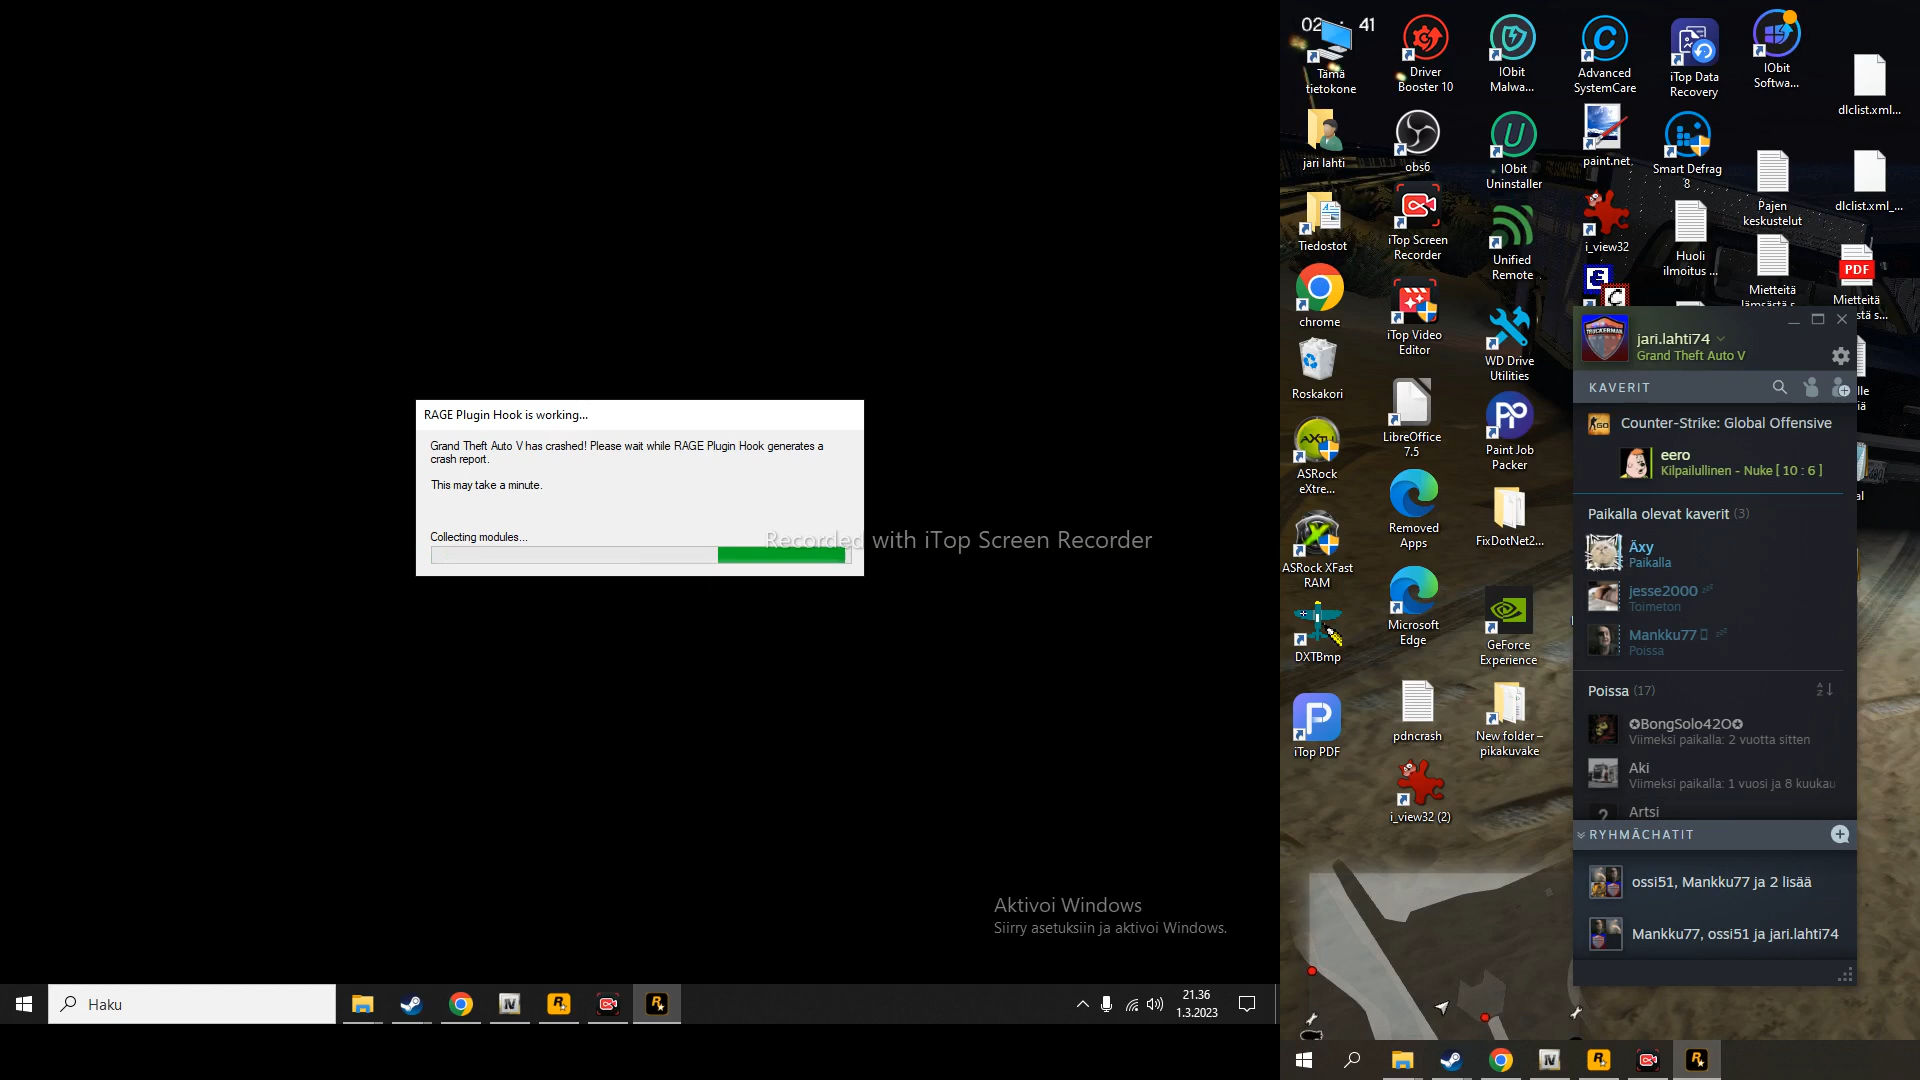 RAGE Plugin Hook is working...
Grand Theft Auto V has crashed! Please wait while RAGE Plugin Hook generates a
crash report.
This may take a minute.
Collecting modules...
Recorded with iTop Screen Recorder
Aktivoi Windows
Siirry asetuksiin ja aktivoi Windows.
Haku
21.36
1.3.2023
02
41
Tämä
tietokone
Driver
Booster 10
IObit
Malwa...
Advanced
SystemCare
iTop Data
Recovery
IObit
Softwa...
dlclist.xml...
jari lahti
obs6
IObit
Uninstaller
paint.net
Smart Defrag
8
Pajen
keskustelut
dlclist.xml_...
Tiedostot
iTop Screen
Recorder
Unified
Remote
i_view32
Huoli
ilmoitus ...
Mietteitä
lämsästä s...
PDF
Mietteitä
stä s...
chrome
iTop Video
Editor
WD Drive
Utilities
Roskakori
LibreOffice
7.5
Paint Job
Packer
ASRock
eXtre...
Removed
Apps
FixDotNet2...
ASRock XFast
RAM
Microsoft
Edge
GeForce
Experience
DXTBmp
iTop PDF
pdncrash
New folder –
pikakuvake
i_view32 (2)
jari.lahti74
Grand Theft Auto V
KAVERIT
Counter-Strike: Global Offensive
eero
Kilpailullinen - Nuke [ 10 : 6 ]
Paikalla olevat kaverit (3)
Äxy
Paikalla
jesse2000
Toimeton
Mankku77
Poissa
Poissa (17)
✪BongSolo42O✪
Viimeksi paikalla: 2 vuotta sitten
Aki
Viimeksi paikalla: 1 vuosi ja 8 kuukau
Artsi
RYHMÄCHATIT
ossi51, Mankku77 ja 2 lisää
Mankku77, ossi51 ja jari.lahti74